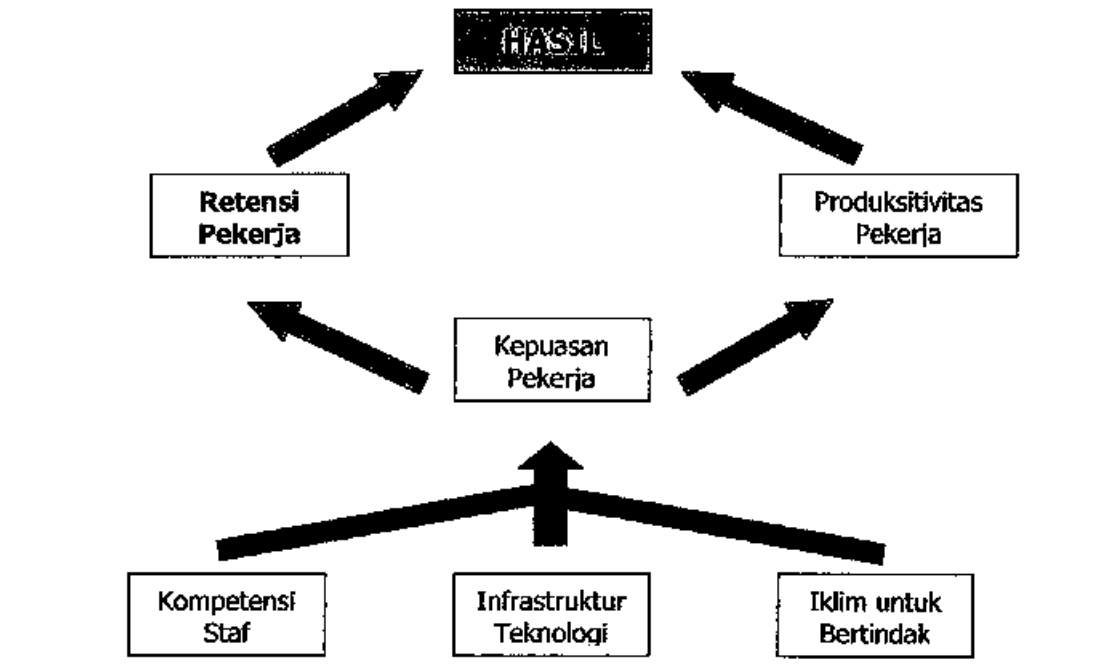 HASIL
Retensi
Pekerja
Produksitivitas
Pekerja
Kepuasan
Pekerja
Kompetensi
Staf
Infrastruktur
Teknologi
Iklim untuk
Bertindak